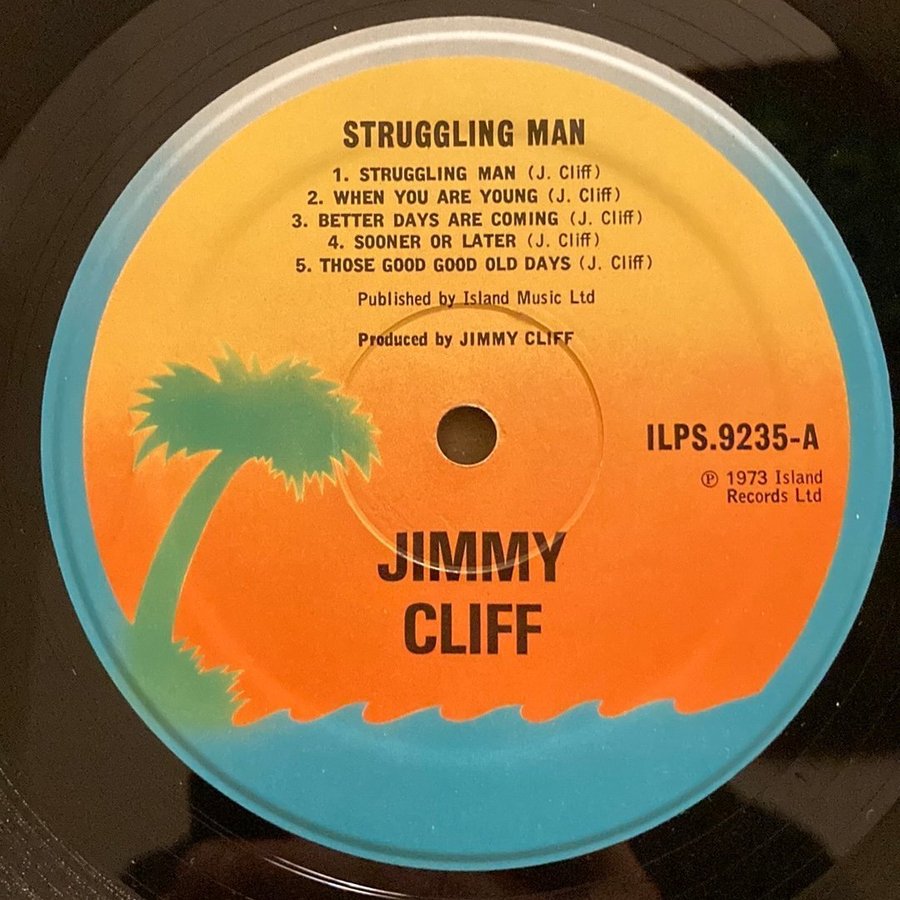 STRUGGLING MAN
1. STRUGGLING MAN (J. Cliff)
2. WHEN YOU ARE YOUNG (J. Cliff)
3. BETTER DAYS ARE COMING (J. Cliff)
4. SOONER OR LATER (J. Cliff)
5. THOSE GOOD GOOD OLD DAYS (J. Cliff)
Published by Island Music Ltd
Produced by JIMMY CLIFF
ILPS.9235-A
℗ 1973 Island
Records Ltd
JIMMY
CLIFF